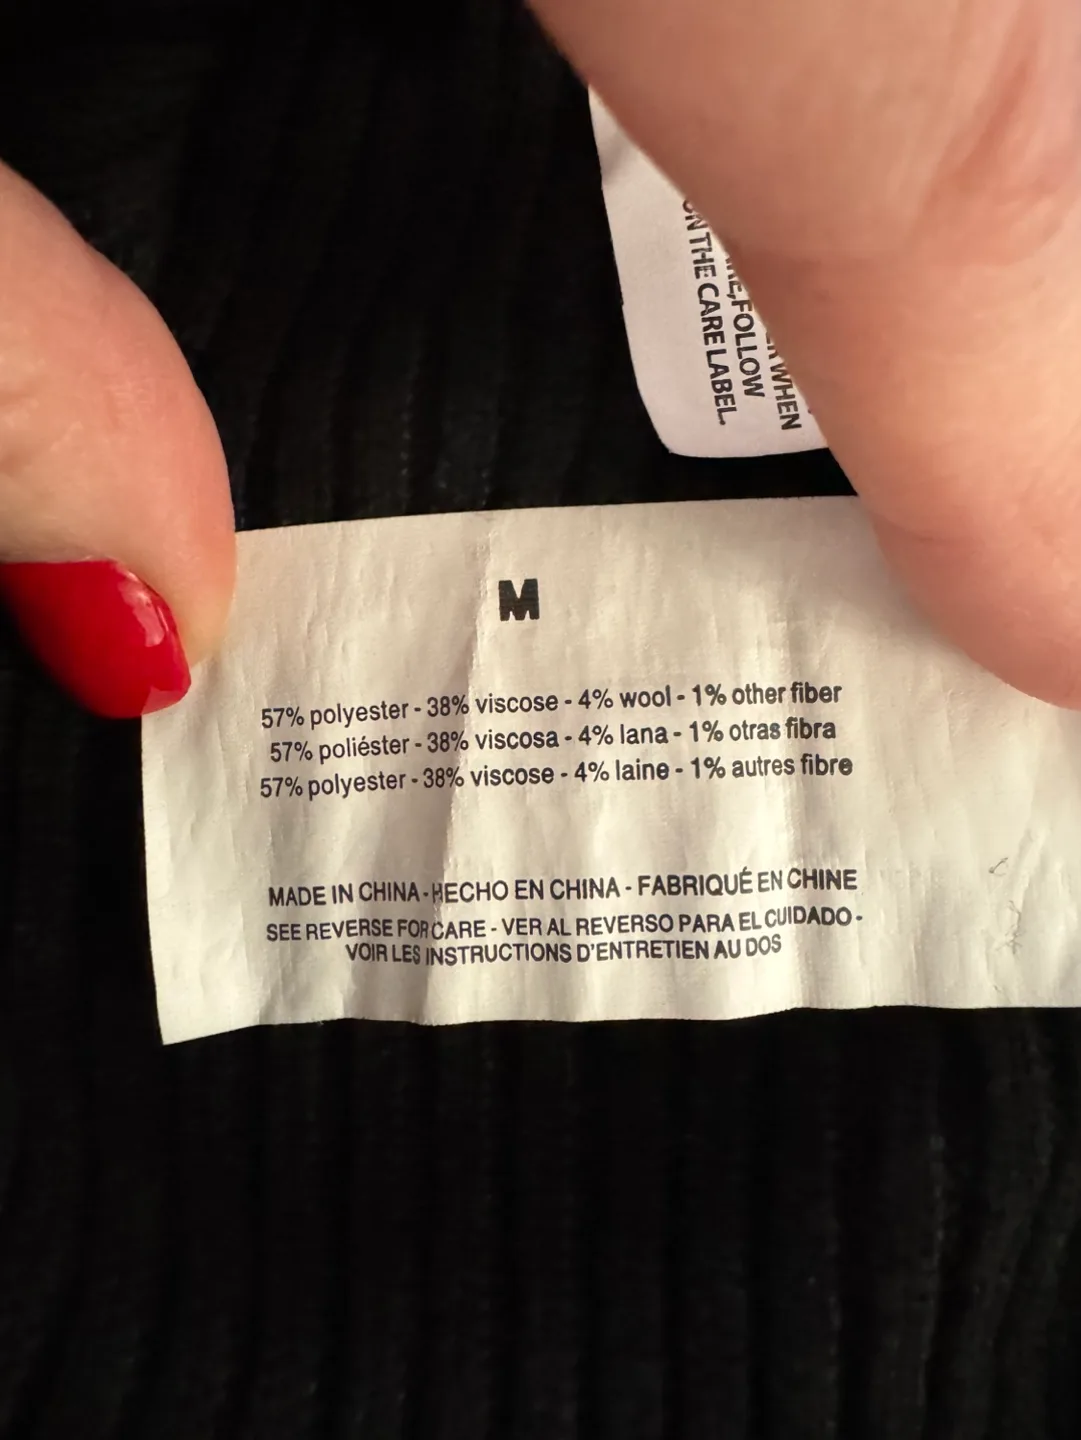 ON THE CARE LABEL.
FOLLOW
WHEN
M
57% polyester - 38% viscose - 4% wool - 1% other fiber
57% poliéster - 38% viscosa - 4% lana - 1% otras fibra
57% polyester - 38% viscose - 4% laine - 1% autres fibre
MADE IN CHINA - HECHO EN CHINA - FABRIQUÉ EN CHINE
SEE REVERSE FOR CARE - VER AL REVERSO PARA EL CUIDADO -
VOIR LES INSTRUCTIONS D'ENTRETIEN AU DOS